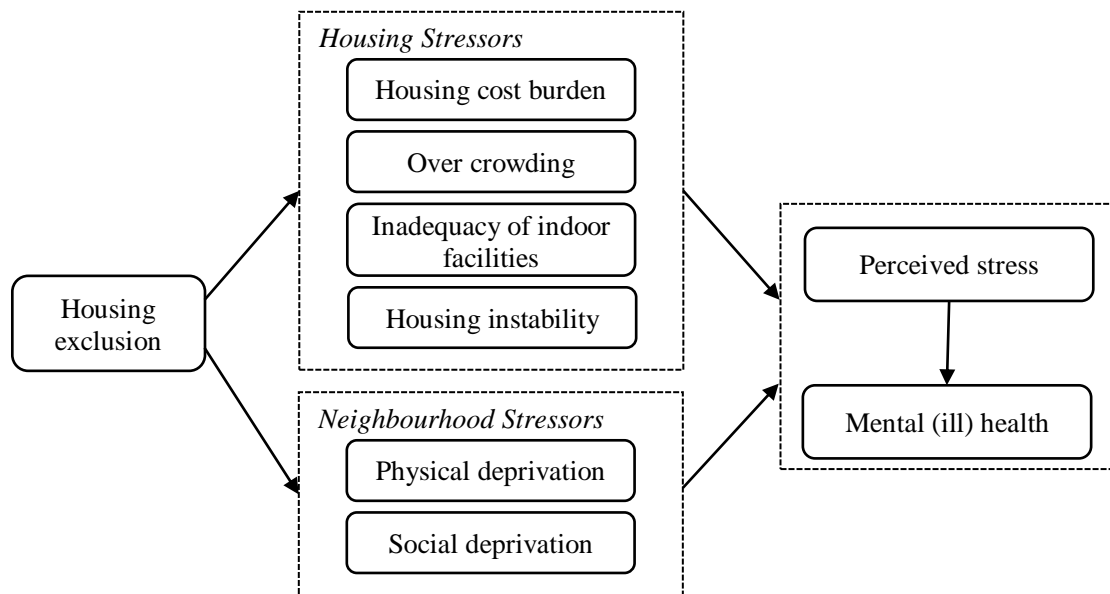 Housing Stressors
Housing cost burden
Over crowding
Inadequacy of indoor
facilities
Housing instability
Housing
exclusion
Neighbourhood Stressors
Physical deprivation
Social deprivation
Perceived stress
Mental (ill) health